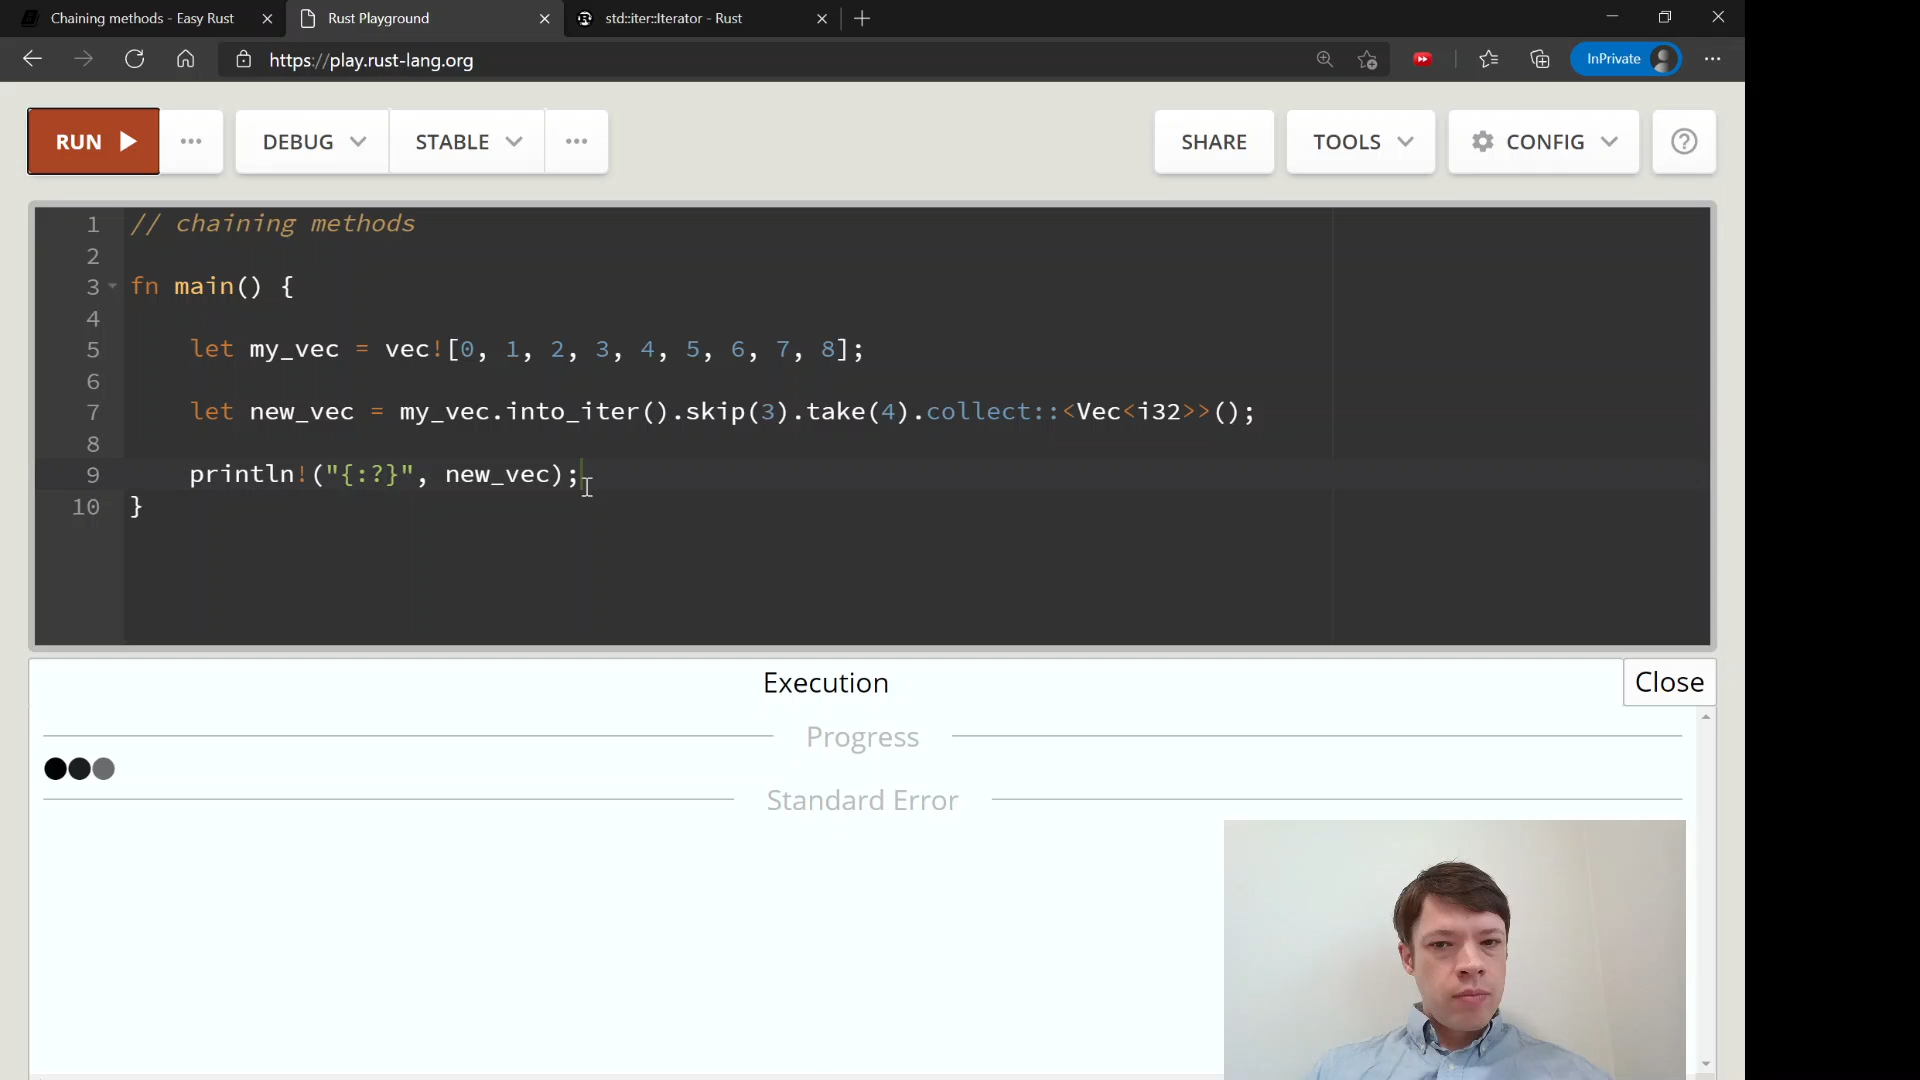 Chaining methods - Easy Rust
Rust Playground
std::iter::Iterator - Rust
https://play.rust-lang.org
InPrivate
RUN
DEBUG
STABLE
SHARE
TOOLS
CONFIG
1 // chaining methods
2
3 fn main() {
4
5 let my_vec = vec![0, 1, 2, 3, 4, 5, 6, 7, 8];
6
7 let new_vec = my_vec.into_iter().skip(3).take(4).collect::<Vec<i32>>();
8
9 println!("{:?}", new_vec);
10 }
Execution
Close
Progress
Standard Error